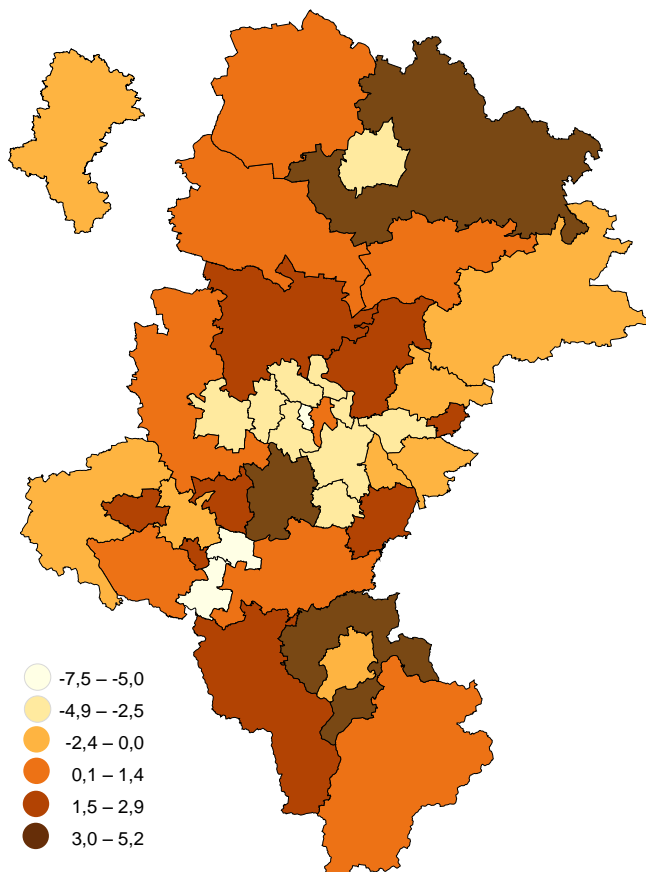 -7,5 – -5,0
-4,9 – -2,5
-2,4 – 0,0
0,1 – 1,4
1,5 – 2,9
3,0 – 5,2